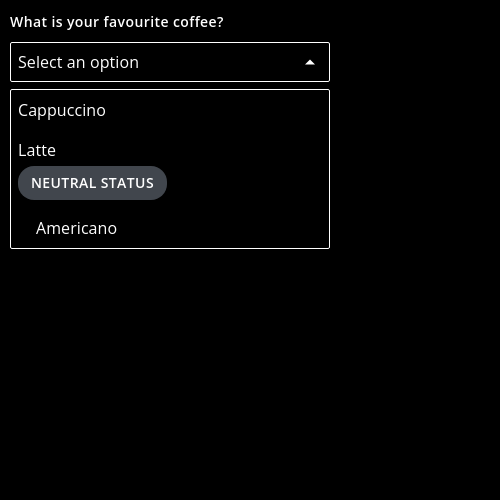 What is your favourite coffee?
Select an option
Cappuccino
Latte
NEUTRAL STATUS
Americano